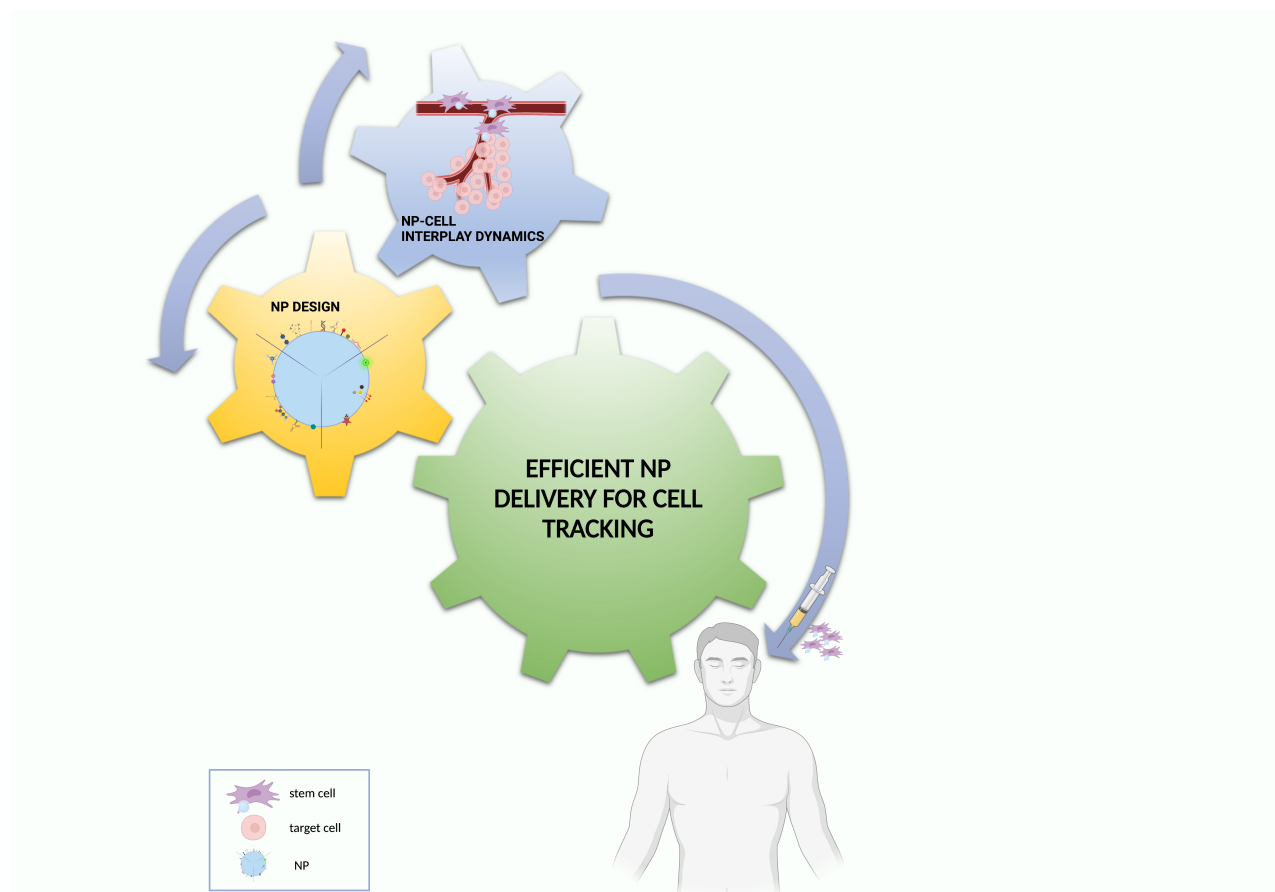 NP-CELL
INTERPLAY DYNAMICS
NP DESIGN
EFFICIENT NP
DELIVERY FOR CELL
TRACKING
stem cell
target cell
NP